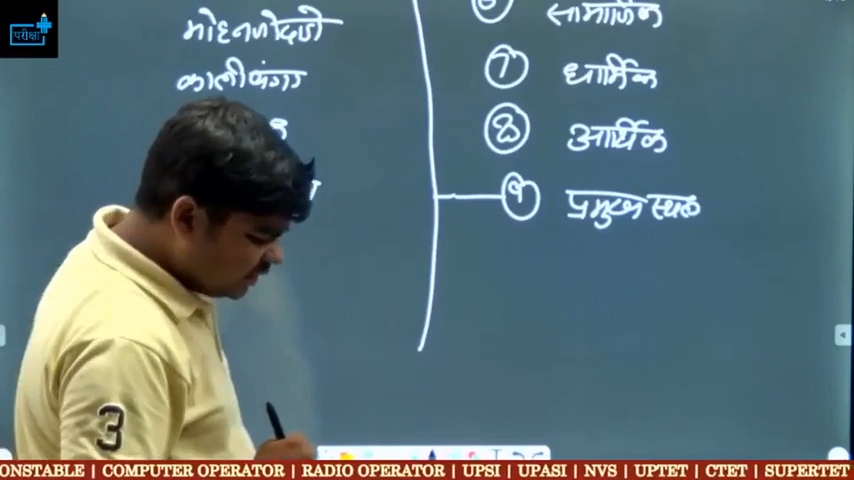 परीक्षा
मोहनजोदड़ो
कालीबंगा
सामाजिक
7 धार्मिक
8 आर्थिक
9 प्रमुख स्थल
3
ONSTABLE | COMPUTER OPERATOR | RADIO OPERATOR | UPSI | UPASI | NVS | UPTET | CTET | SUPERTET